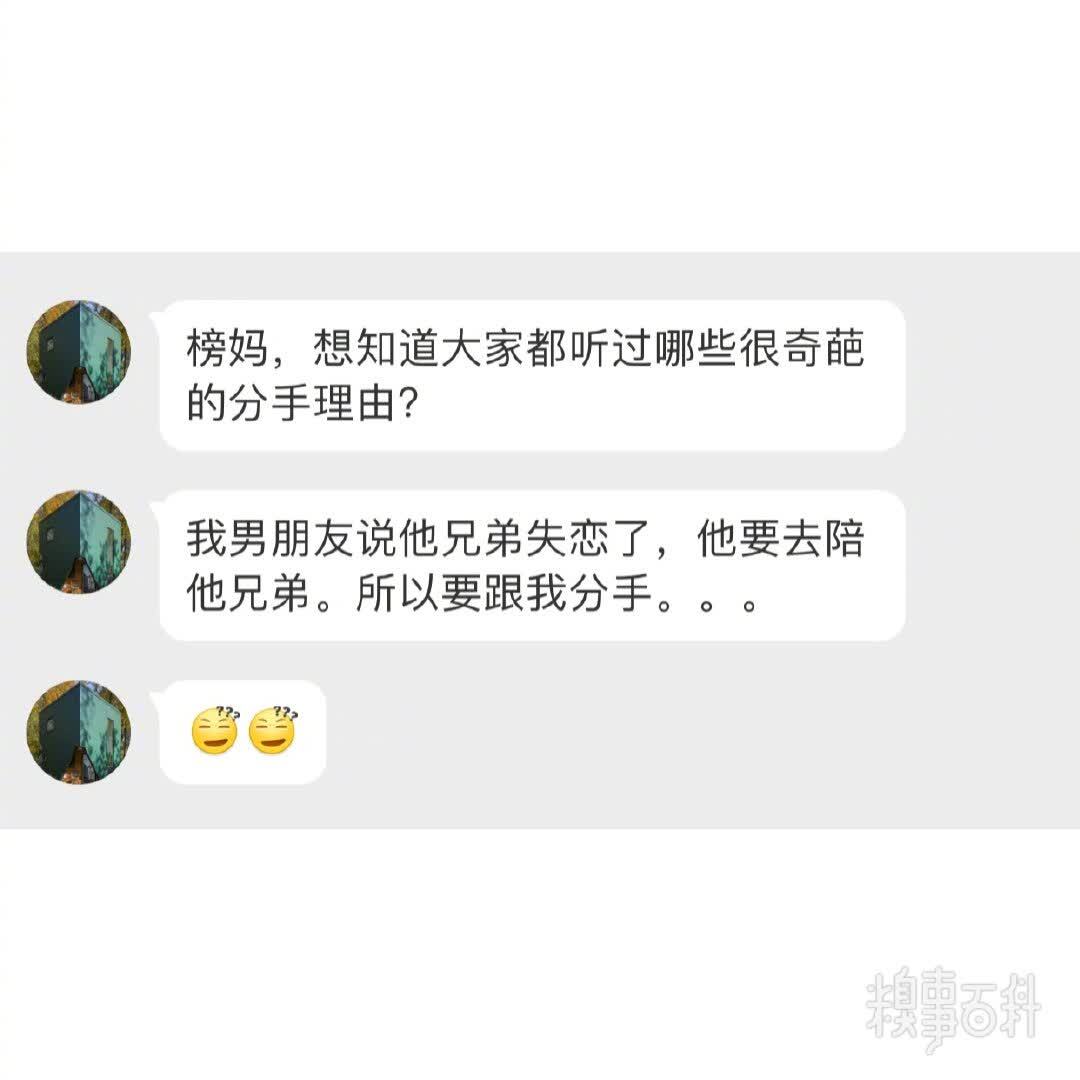 榜妈，想知道大家都听过哪些很奇葩
的分手理由？
我男朋友说他兄弟失恋了，他要去陪
他兄弟。所以要跟我分手。。。
???
???
糗事百科